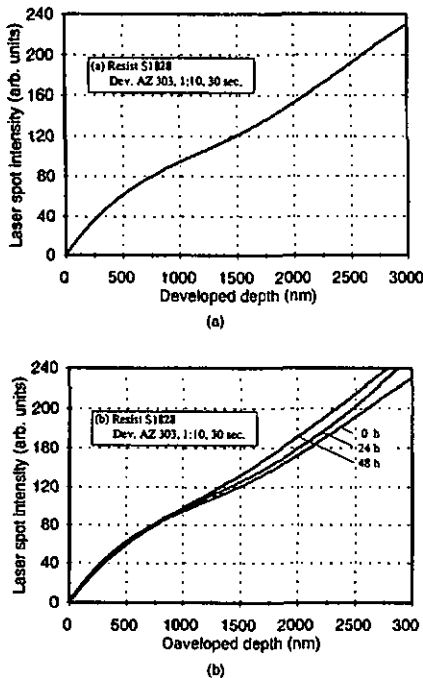 Laser spot intensity (arb. units)
240
200
160
120
80
40
0
(a) Resist S1828
Dev. AZ 303, 1:10, 30 sec.
0 500 1000 1500 2000 2500 3000
Developed depth (nm)
(a)
Laser spot intensity (arb. units)
240
200
160
120
80
40
0
(b) Resist S1828
Dev. AZ 303, 1:10, 30 sec.
0 h
24 h
48 h
0 500 1000 1500 2000 2500 300
Oaveloped depth (nm)
(b)